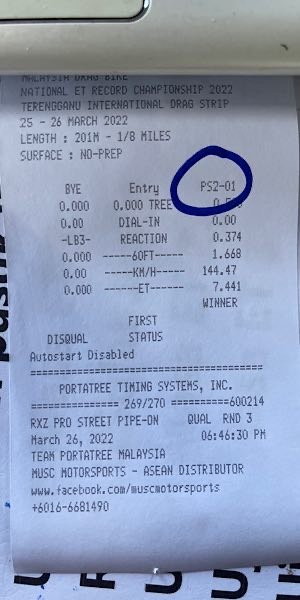 MALAYSIA DRAG BIKE
NATIONAL ET RECORD CHAMPIONSHIP 2022
TERENGGANU INTERNATIONAL DRAG STRIP
25 - 26 MARCH 2022
LENGTH : 201M - 1/8 MILES
SURFACE : NO-PREP
BYE Entry PS2-01
0.000 0.000 TREE
0.00 DIAL-IN 0.00
-LB3- REACTION 0.374
0.000 -----60FT----- 1.668
0.00 -----KM/H----- 144.47
0.000 ------ET------ 7.441
WINNER
FIRST
DISQUAL STATUS
Autostart Disabled
========================================
PORTATREE TIMING SYSTEMS, INC.
=============== 269/270 ==========600214
RXZ PRO STREET PIPE-ON QUAL RND 3
March 26, 2022 06:46:30 PM
TEAM PORTATREE MALAYSIA
MUSC MOTORSPORTS - ASEAN DISTRIBUTOR
www.facebook.com/muscmotorsports
+6016-6681490